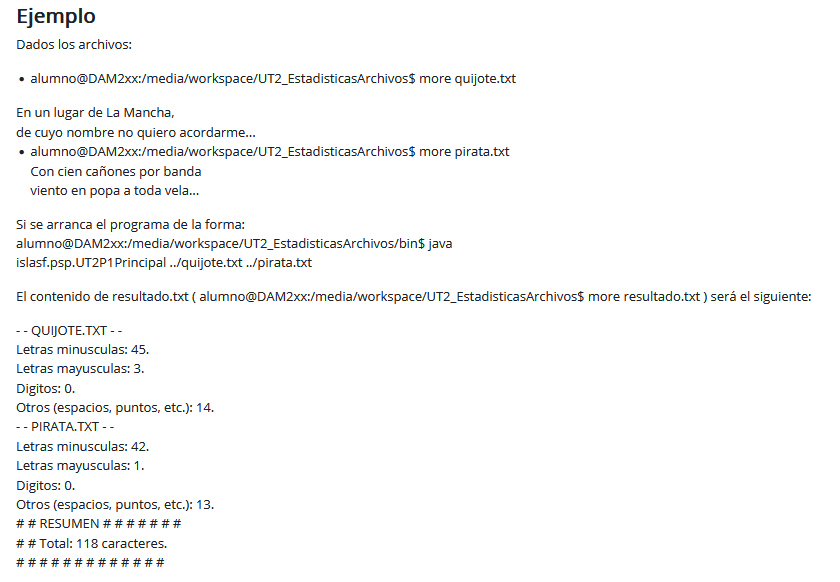 Ejemplo
Dados los archivos:
• alumno@DAM2xx:/media/workspace/UT2_EstadisticasArchivos$ more quijote.txt
En un lugar de La Mancha,
de cuyo nombre no quiero acordarme...
• alumno@DAM2xx:/media/workspace/UT2_EstadisticasArchivos$ more pirata.txt
Con cien cañones por banda
viento en popa a toda vela...
Si se arranca el programa de la forma:
alumno@DAM2xx:/media/workspace/UT2_EstadisticasArchivos/bin$ java
islasf.psp.UT2P1Principal ../quijote.txt ../pirata.txt
El contenido de resultado.txt ( alumno@DAM2xx:/media/workspace/UT2_EstadisticasArchivos$ more resultado.txt ) será el siguiente:
- - QUIJOTE.TXT - -
Letras minusculas: 45.
Letras mayusculas: 3.
Digitos: 0.
Otros (espacios, puntos, etc.): 14.
- - PIRATA.TXT - -
Letras minusculas: 42.
Letras mayusculas: 1.
Digitos: 0.
Otros (espacios, puntos, etc.): 13.
# # RESUMEN # # # # # # #
# # Total: 118 caracteres.
# # # # # # # # # # # # #